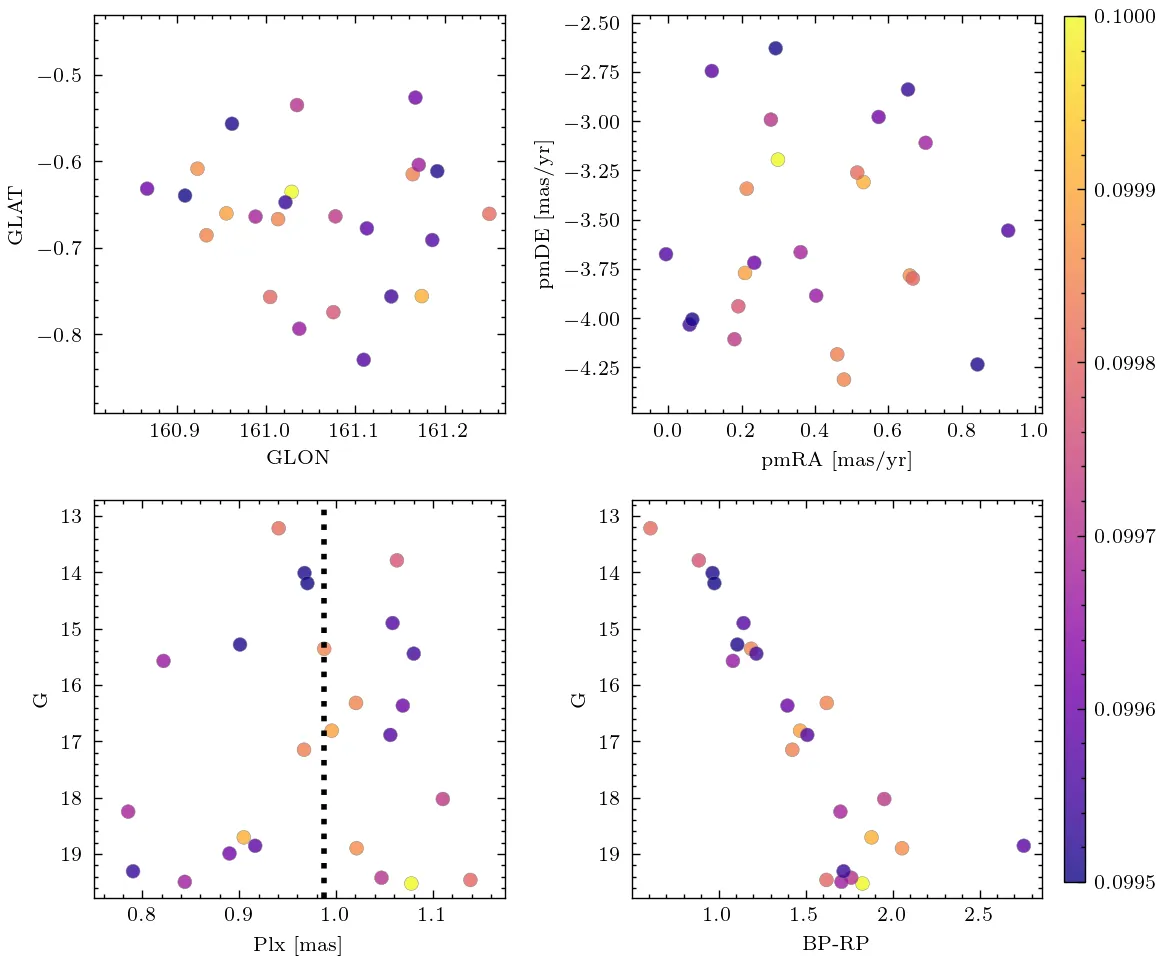 −0.5
−0.6
−0.7
−0.8
GLAT
160.9 161.0 161.1 161.2
GLON
−2.50
−2.75
−3.00
−3.25
−3.50
−3.75
−4.00
−4.25
pmDE [mas/yr]
0.0 0.2 0.4 0.6 0.8 1.0
pmRA [mas/yr]
0.1000
0.0999
0.0998
0.0997
0.0996
0.0995
13
14
15
16
17
18
19
G
0.8 0.9 1.0 1.1
Plx [mas]
13
14
15
16
17
18
19
G
1.0 1.5 2.0 2.5
BP-RP